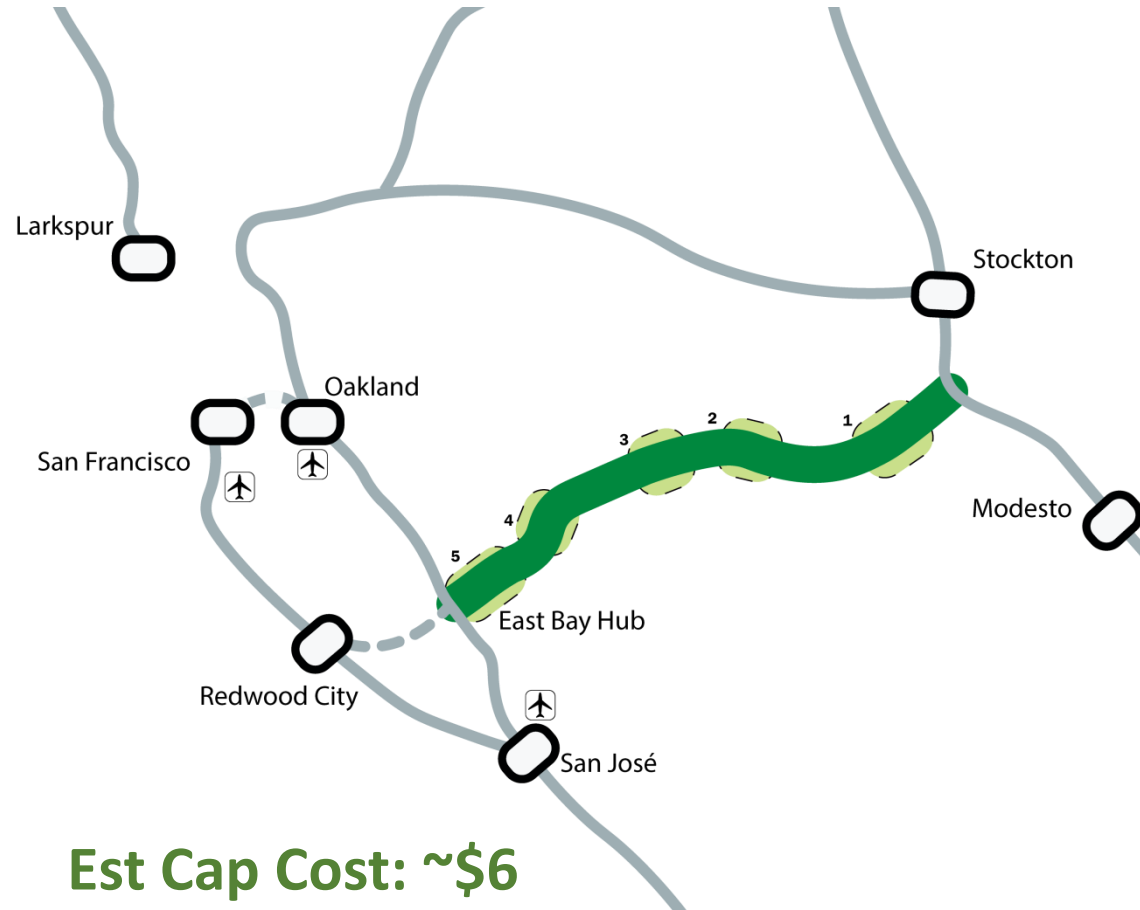 Larkspur
Stockton
Oakland
San Francisco
1
2
3
Modesto
4
5
East Bay Hub
Redwood City
San José
Est Cap Cost: ~$6